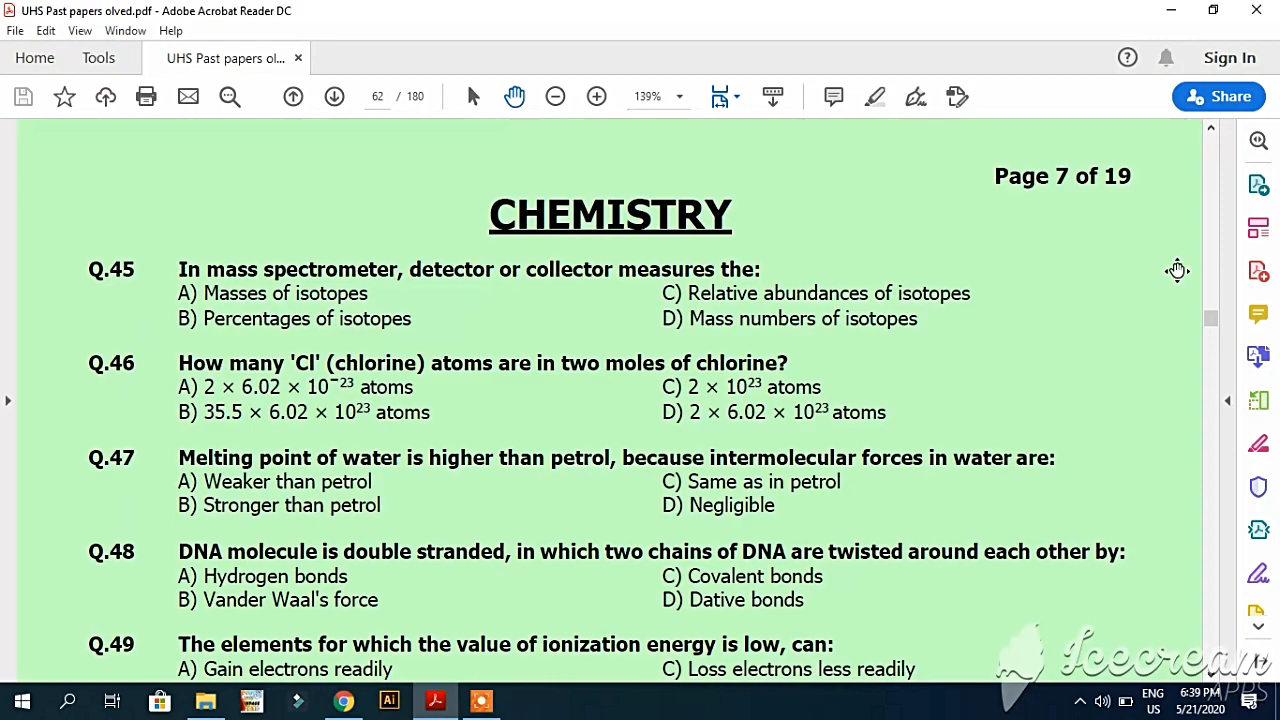 UHS Past papers olved.pdf - Adobe Acrobat Reader DC
File Edit View Window Help
Home Tools UHS Past papers ol... Sign In
62 / 180 139% Share
Page 7 of 19
CHEMISTRY
Q.45 In mass spectrometer, detector or collector measures the:
A) Masses of isotopes C) Relative abundances of isotopes
B) Percentages of isotopes D) Mass numbers of isotopes
Q.46 How many 'Cl' (chlorine) atoms are in two moles of chlorine?
A) 2 × 6.02 × 10⁻²³ atoms C) 2 × 10²³ atoms
B) 35.5 × 6.02 × 10²³ atoms D) 2 × 6.02 × 10²³ atoms
Q.47 Melting point of water is higher than petrol, because intermolecular forces in water are:
A) Weaker than petrol C) Same as in petrol
B) Stronger than petrol D) Negligible
Q.48 DNA molecule is double stranded, in which two chains of DNA are twisted around each other by:
A) Hydrogen bonds C) Covalent bonds
B) Vander Waal's force D) Dative bonds
Q.49 The elements for which the value of ionization energy is low, can:
A) Gain electrons readily C) Loss electrons less readily
Icecream
APPS
Ai ENG 6:39 PM
US 5/21/2020